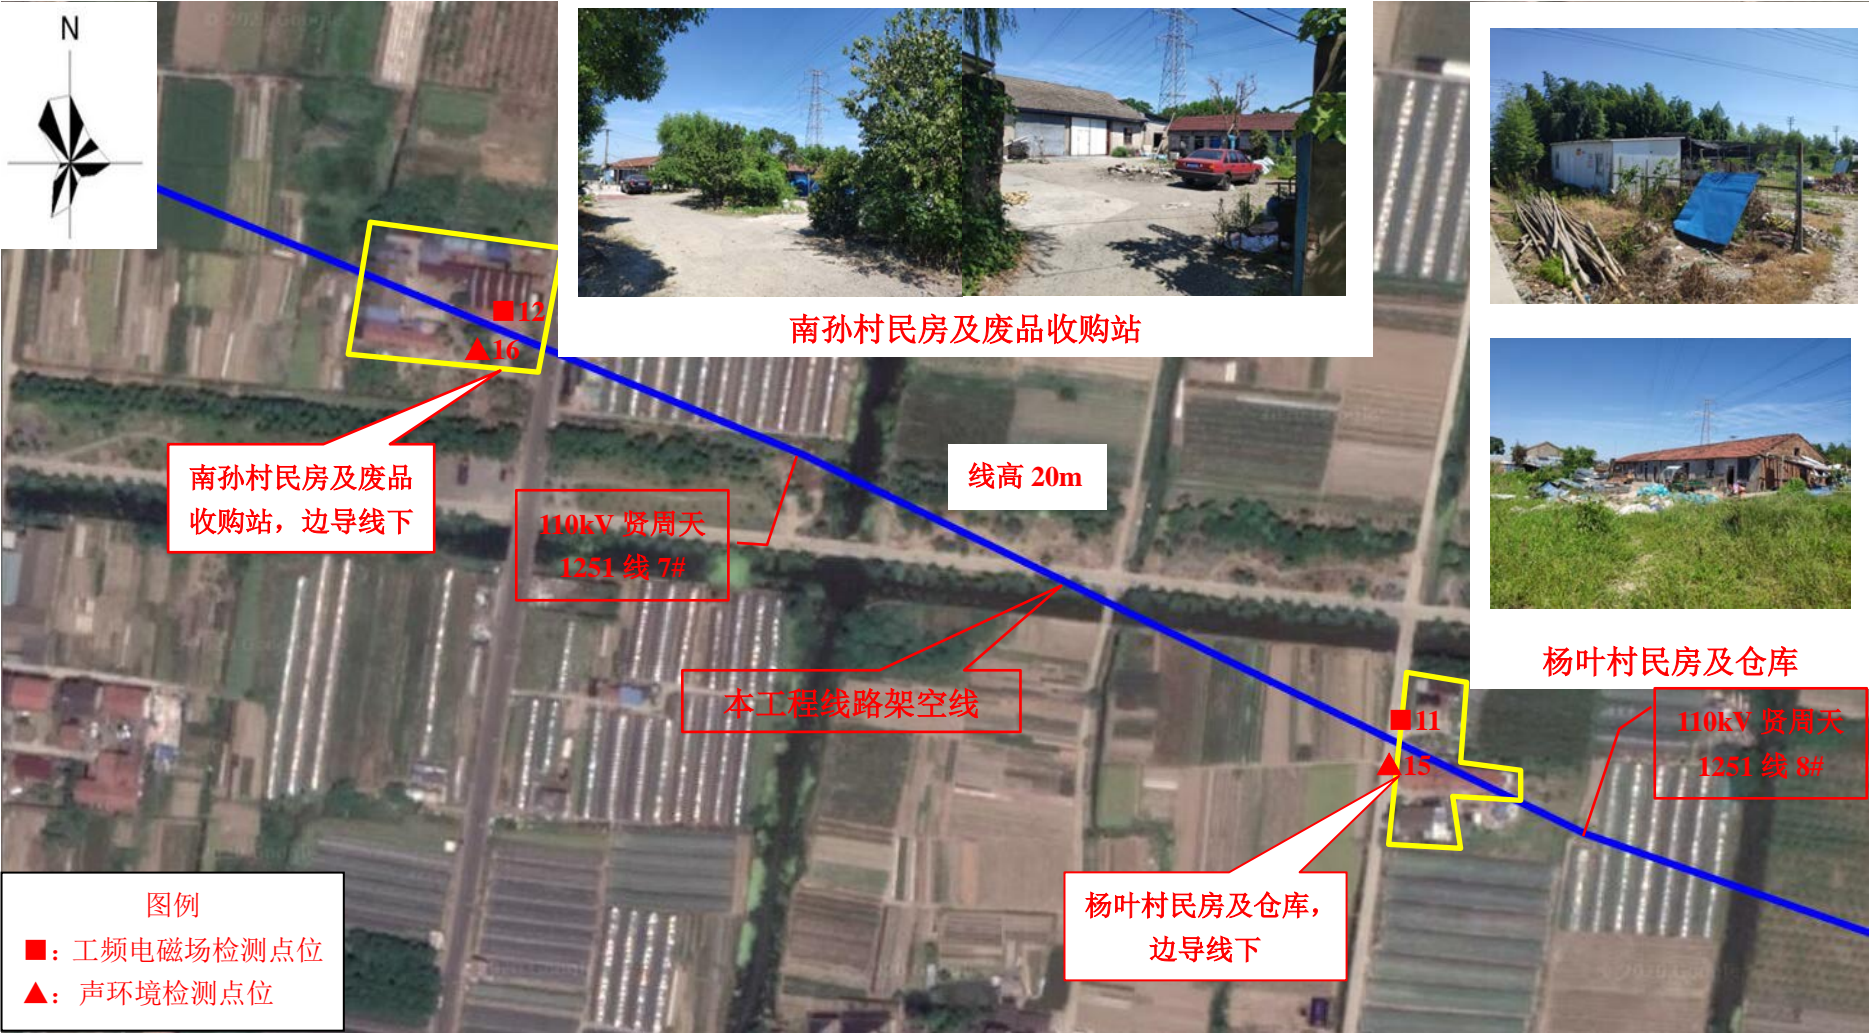 N
南孙村民房及废品收购站
12
16
南孙村民房及废品
收购站，边导线下
线高 20m
110kV 贤周天
1251 线 7#
本工程线路架空线
杨叶村民房及仓库
11
15
110kV 贤周天
1251 线 8#
杨叶村民房及仓库，
边导线下
图例
■：工频电磁场检测点位
▲：声环境检测点位